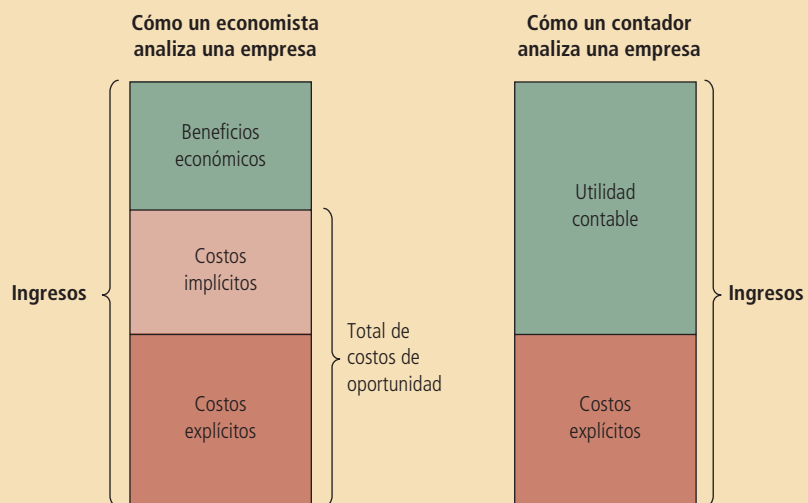 Cómo un economista
analiza una empresa
Cómo un contador
analiza una empresa
Beneficios
económicos
Costos
implícitos
Costos
explícitos
Ingresos
Total de
costos de
oportunidad
Utilidad
contable
Costos
explícitos
Ingresos